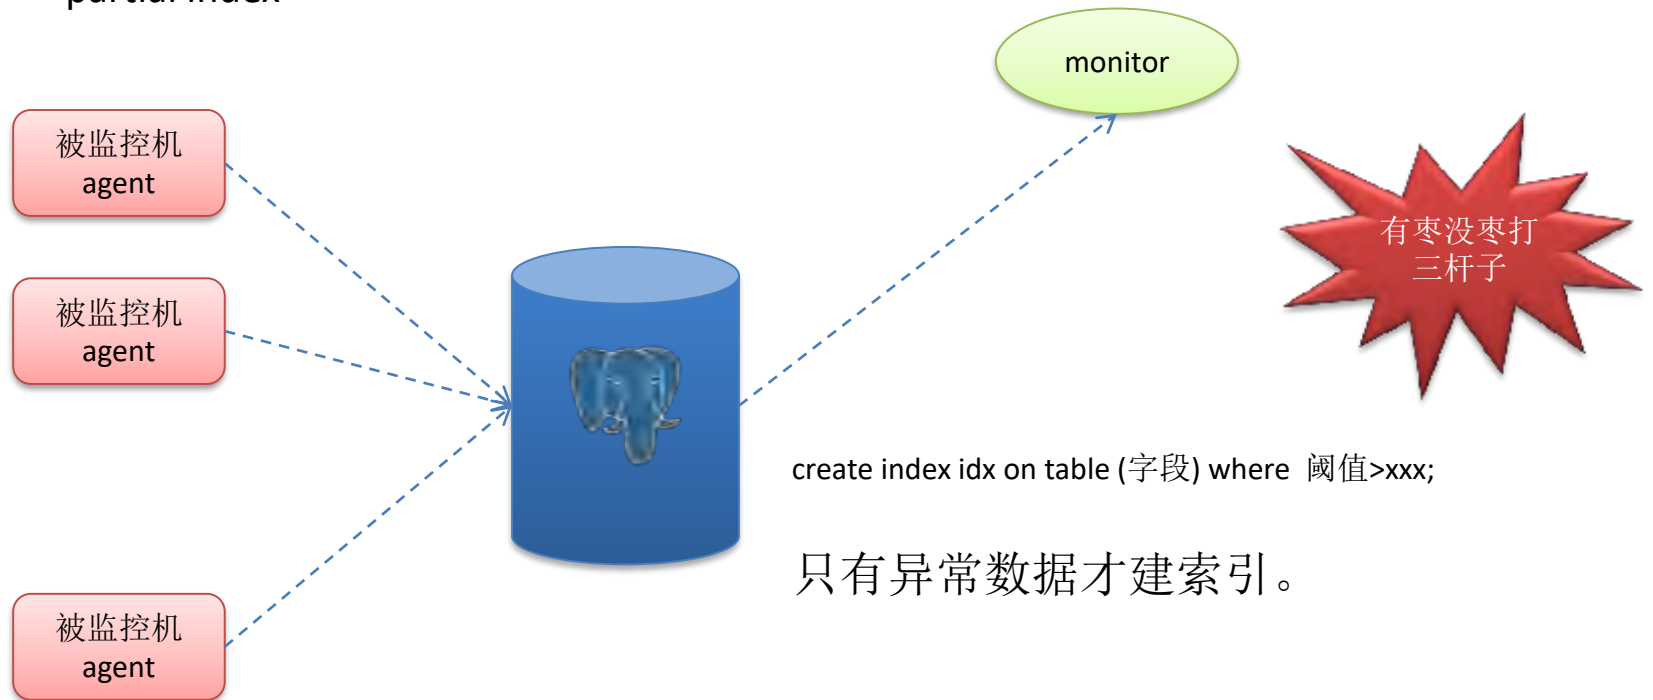 partial index
monitor
被监控机
agent
有枣没枣打
三杆子
被监控机
agent
create index idx on table (字段) where 阈值>xxx;
只有异常数据才建索引。
被监控机
agent